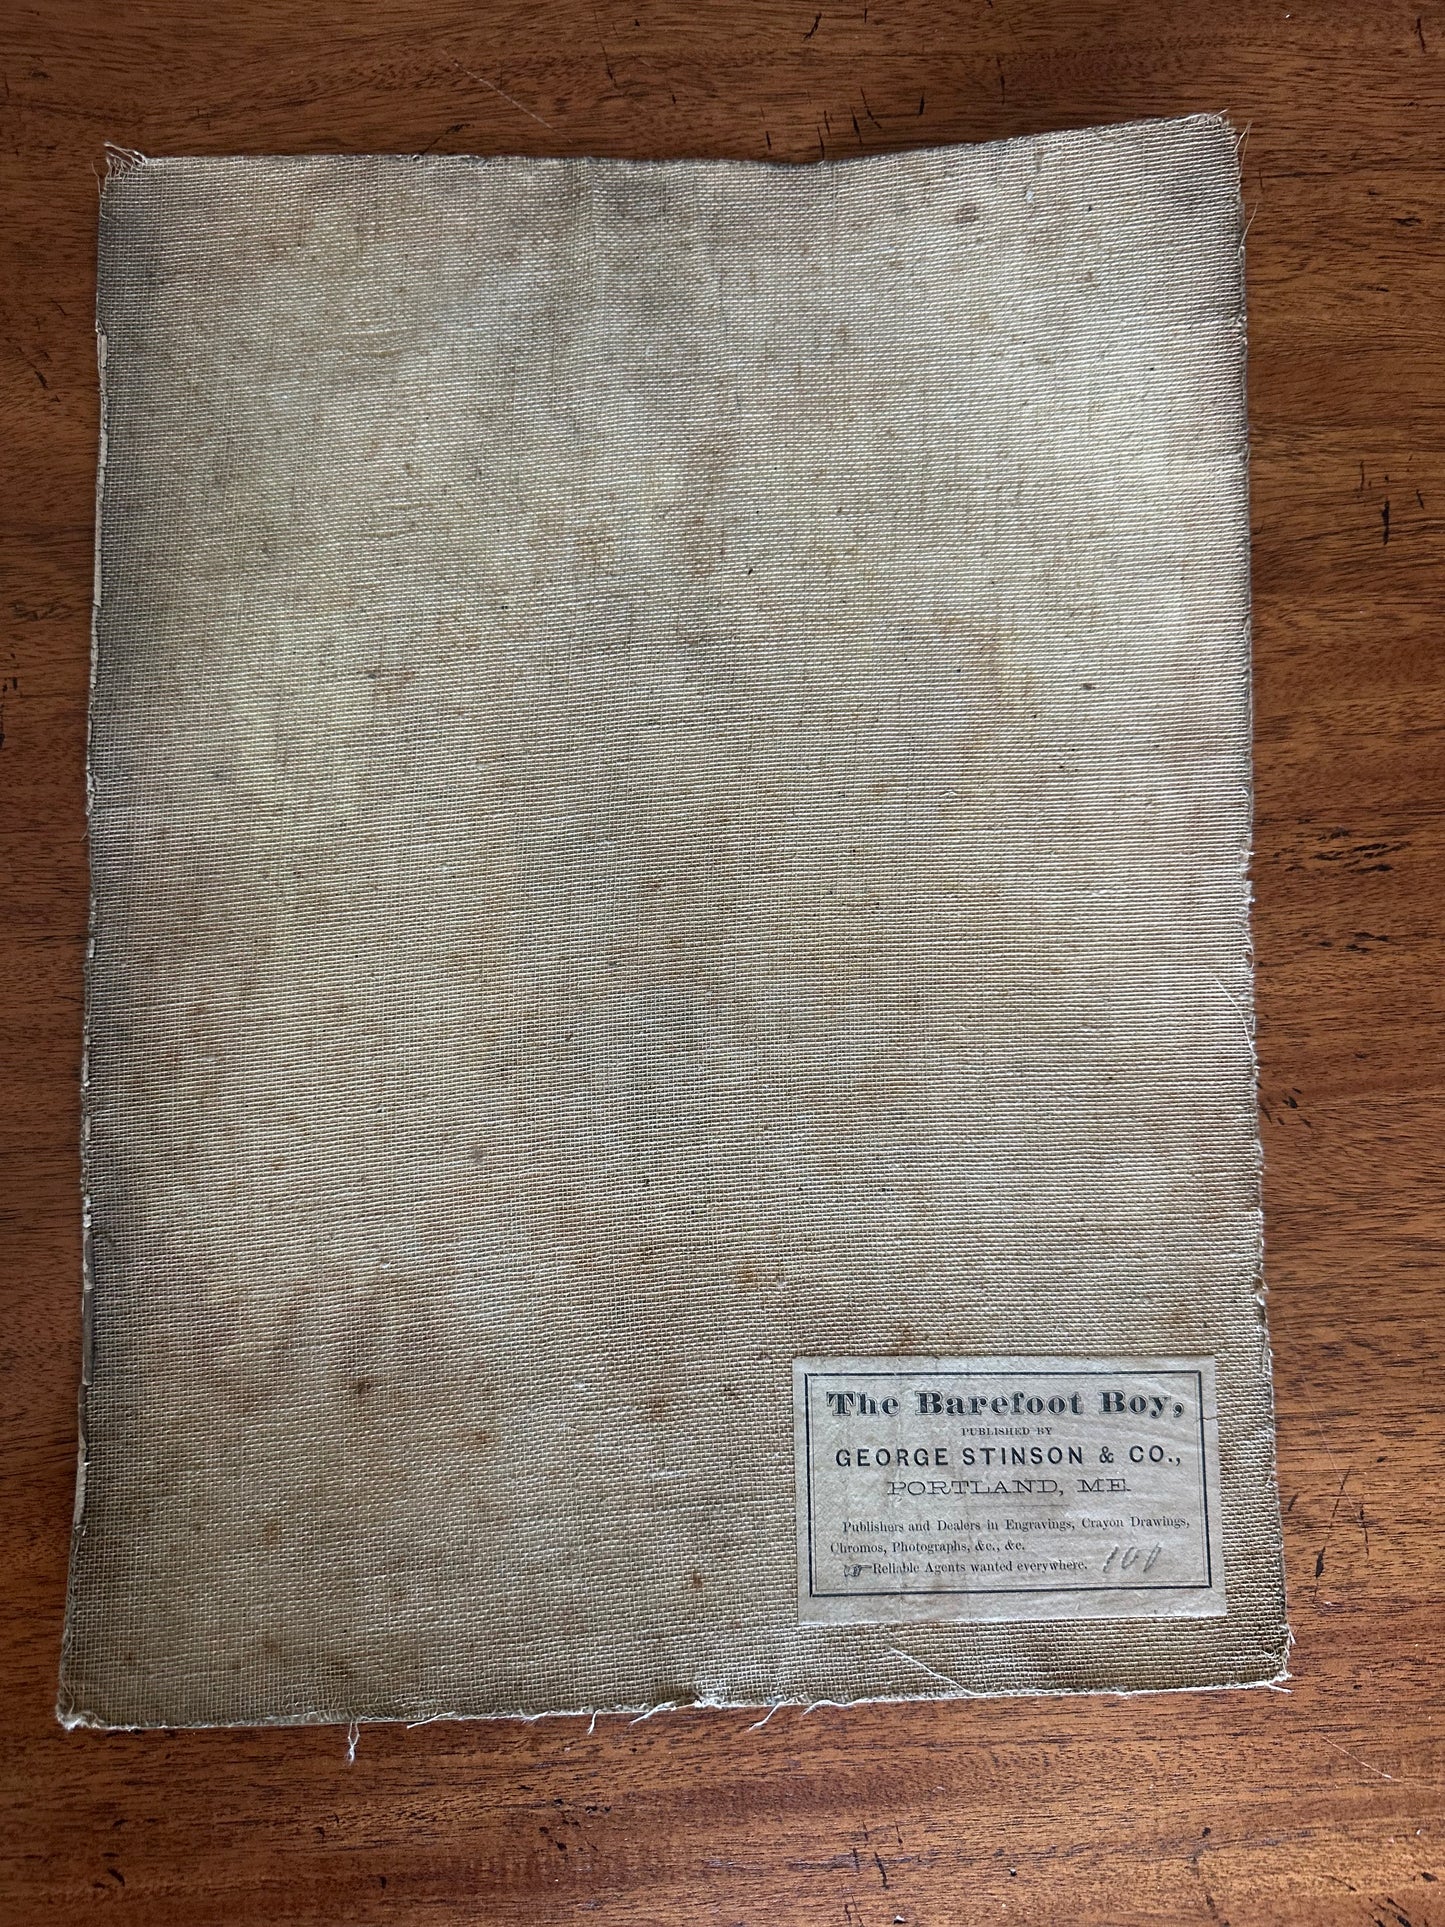 The Barefoot Boy,
PUBLISHED BY
GEORGE STINSON & CO.,
PORTLAND, ME.
Publishers and Dealers in Engravings, Crayon Drawings,
Chromos, Photographs, &c., &c.
☞ Reliable Agents wanted everywhere. 100